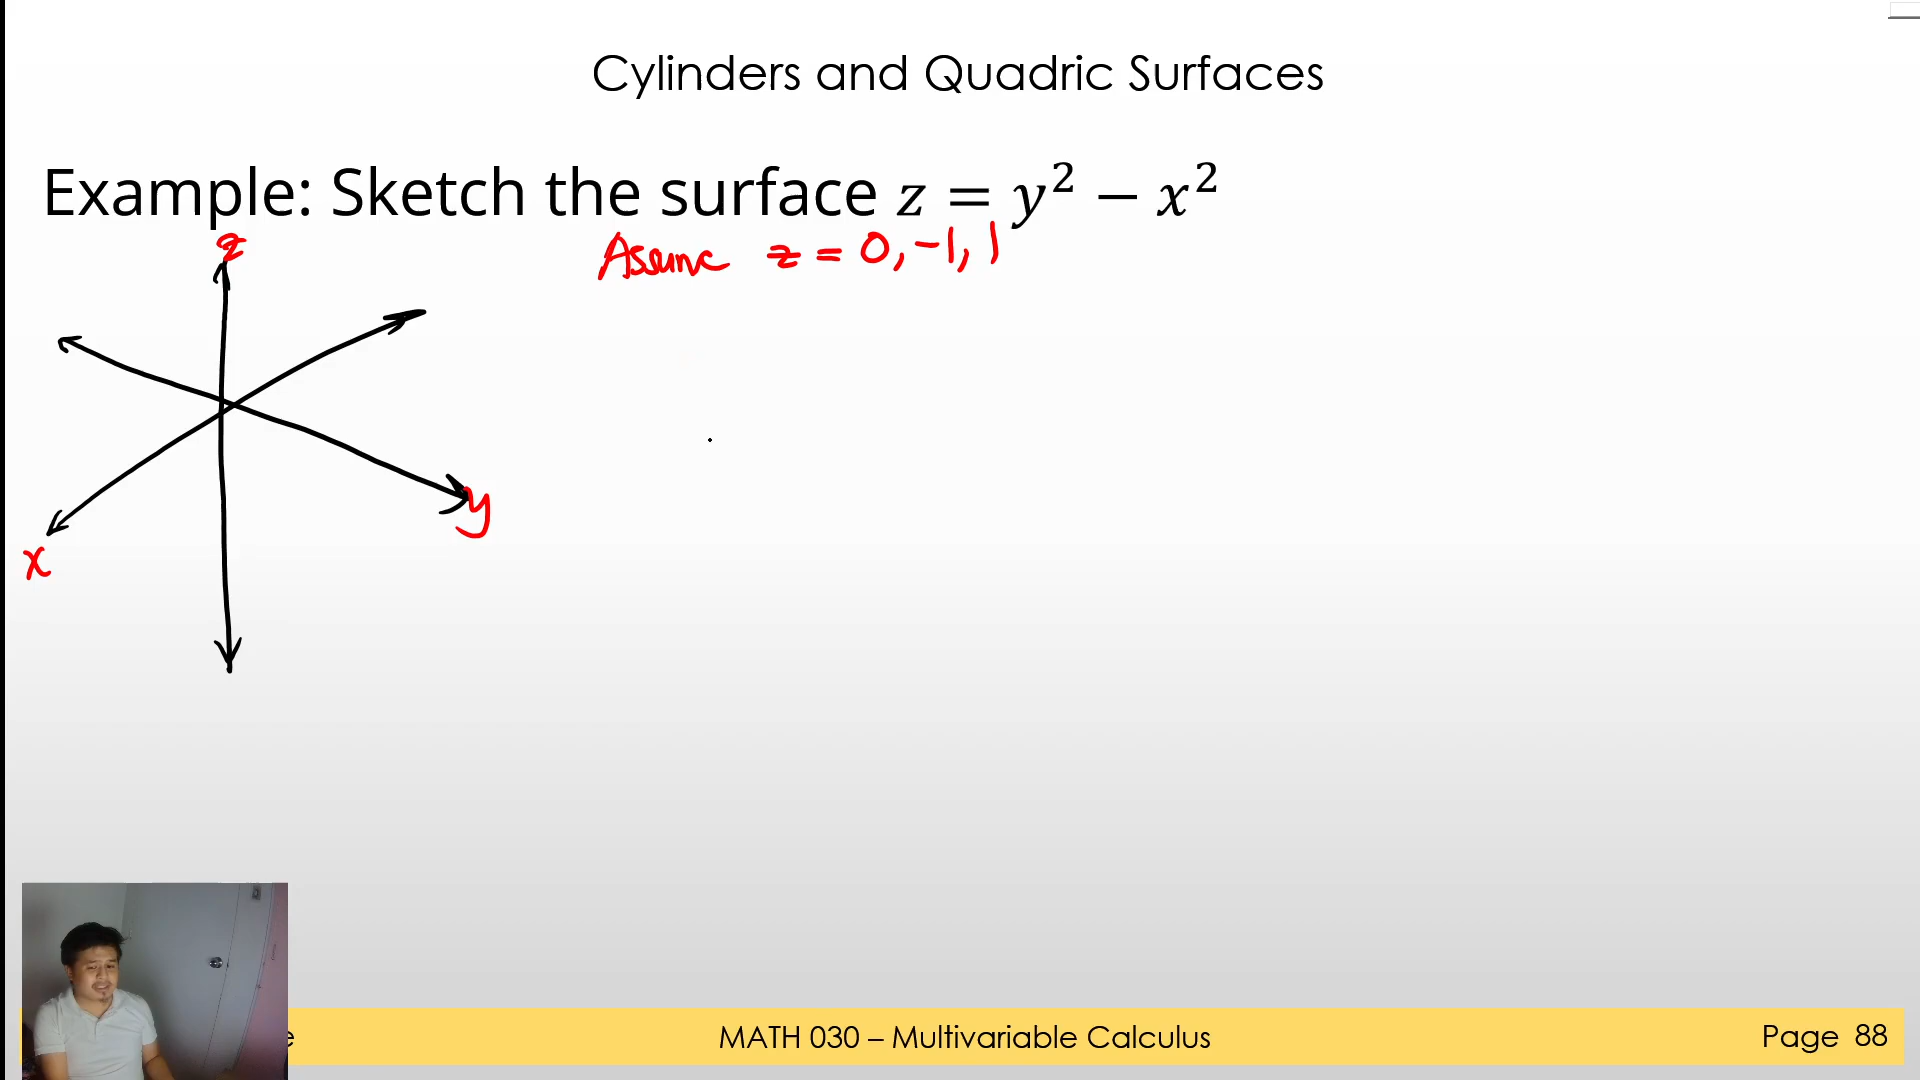 Cylinders and Quadric Surfaces
Example: Sketch the surface z = y² − x²
Assume z = 0, -1, 1
z
y
x
e
MATH 030 – Multivariable Calculus
Page 88